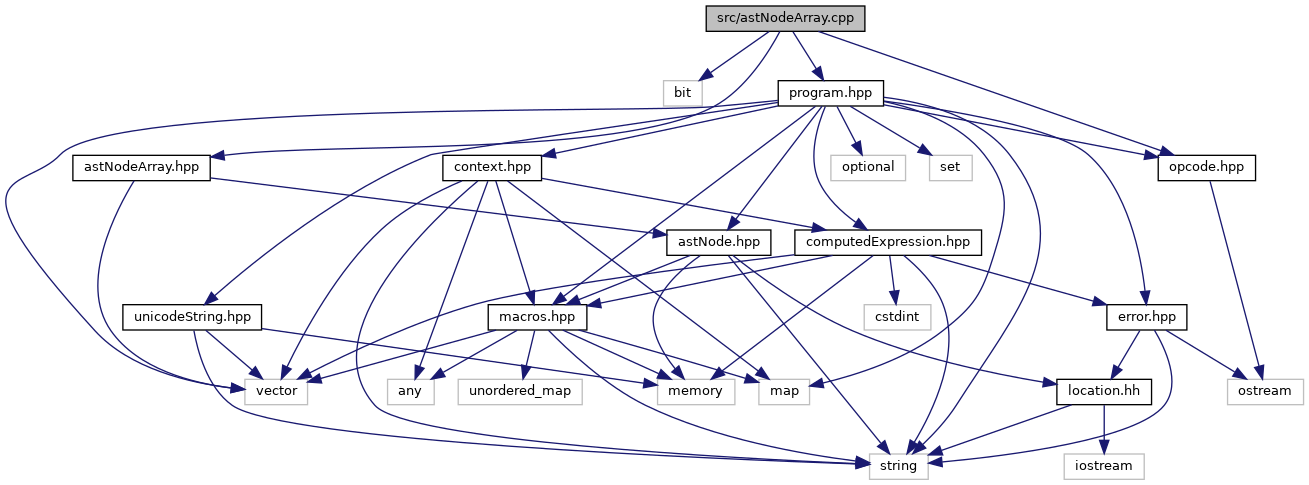 src/astNodeArray.cpp
bit
program.hpp
astNodeArray.hpp
context.hpp
optional
set
opcode.hpp
astNode.hpp
computedExpression.hpp
unicodeString.hpp
macros.hpp
cstdint
error.hpp
vector
any
unordered_map
memory
map
location.hh
ostream
string
iostream